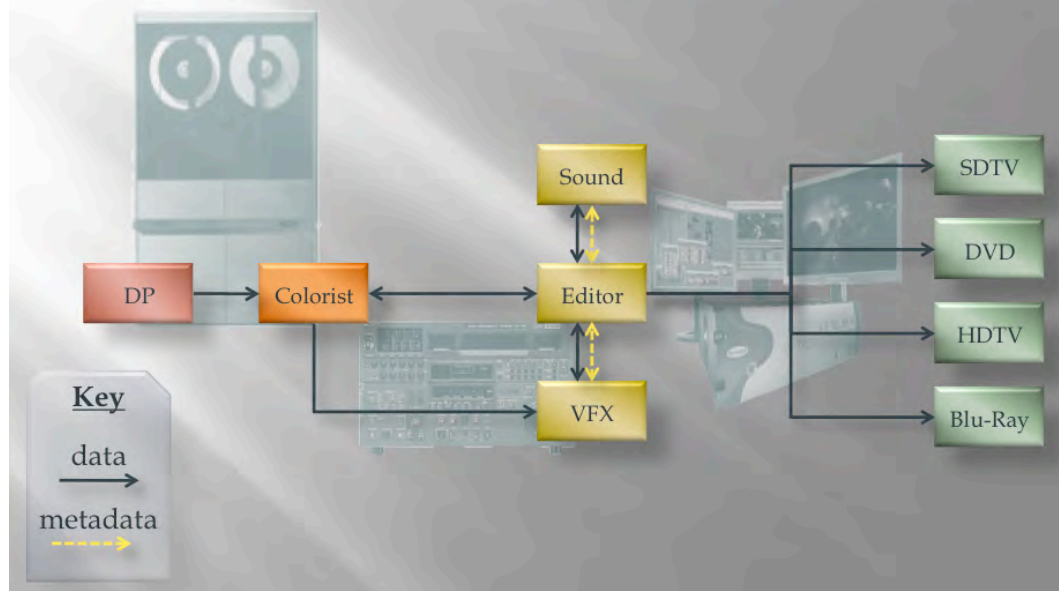 Sound
SDTV
DVD
DP
Colorist
Editor
HDTV
VFX
Blu-Ray
Key
data
metadata